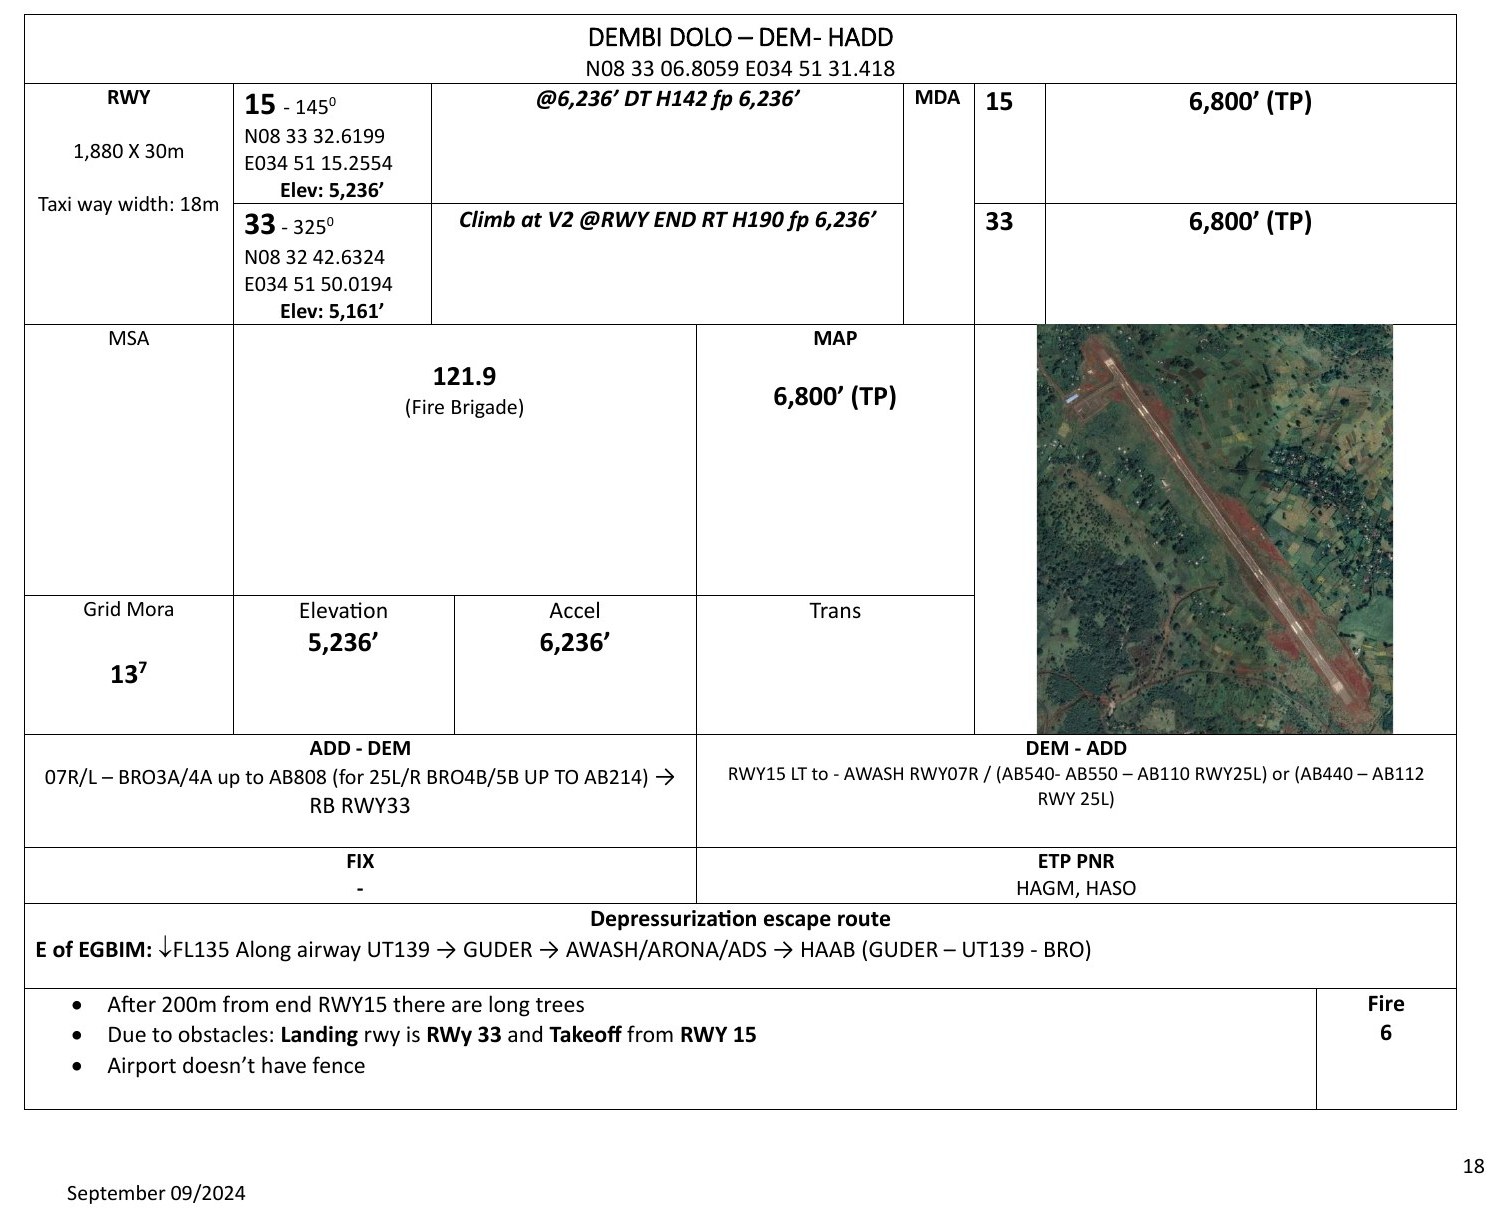 DEMBI DOLO – DEM- HADD
N08 33 06.8059 E034 51 31.418
RWY
1,880 X 30m
Taxi way width: 18m
15 - 145⁰
N08 33 32.6199
E034 51 15.2554
Elev: 5,236’
@6,236’ DT H142 fp 6,236’
MDA
15
6,800’ (TP)
33 - 325⁰
N08 32 42.6324
E034 51 50.0194
Elev: 5,161’
Climb at V2 @RWY END RT H190 fp 6,236’
33
6,800’ (TP)
MSA
121.9
(Fire Brigade)
MAP
6,800’ (TP)
Grid Mora
13⁷
Elevation
5,236’
Accel
6,236’
Trans
ADD - DEM
07R/L – BRO3A/4A up to AB808 (for 25L/R BRO4B/5B UP TO AB214) →
RB RWY33
DEM - ADD
RWY15 LT to - AWASH RWY07R / (AB540- AB550 – AB110 RWY25L) or (AB440 – AB112
RWY 25L)
FIX
-
ETP PNR
HAGM, HASO
Depressurization escape route
E of EGBIM: ↓FL135 Along airway UT139 → GUDER → AWASH/ARONA/ADS → HAAB (GUDER – UT139 - BRO)
• After 200m from end RWY15 there are long trees
• Due to obstacles: Landing rwy is RWy 33 and Takeoff from RWY 15
• Airport doesn’t have fence
Fire
6
18
September 09/2024